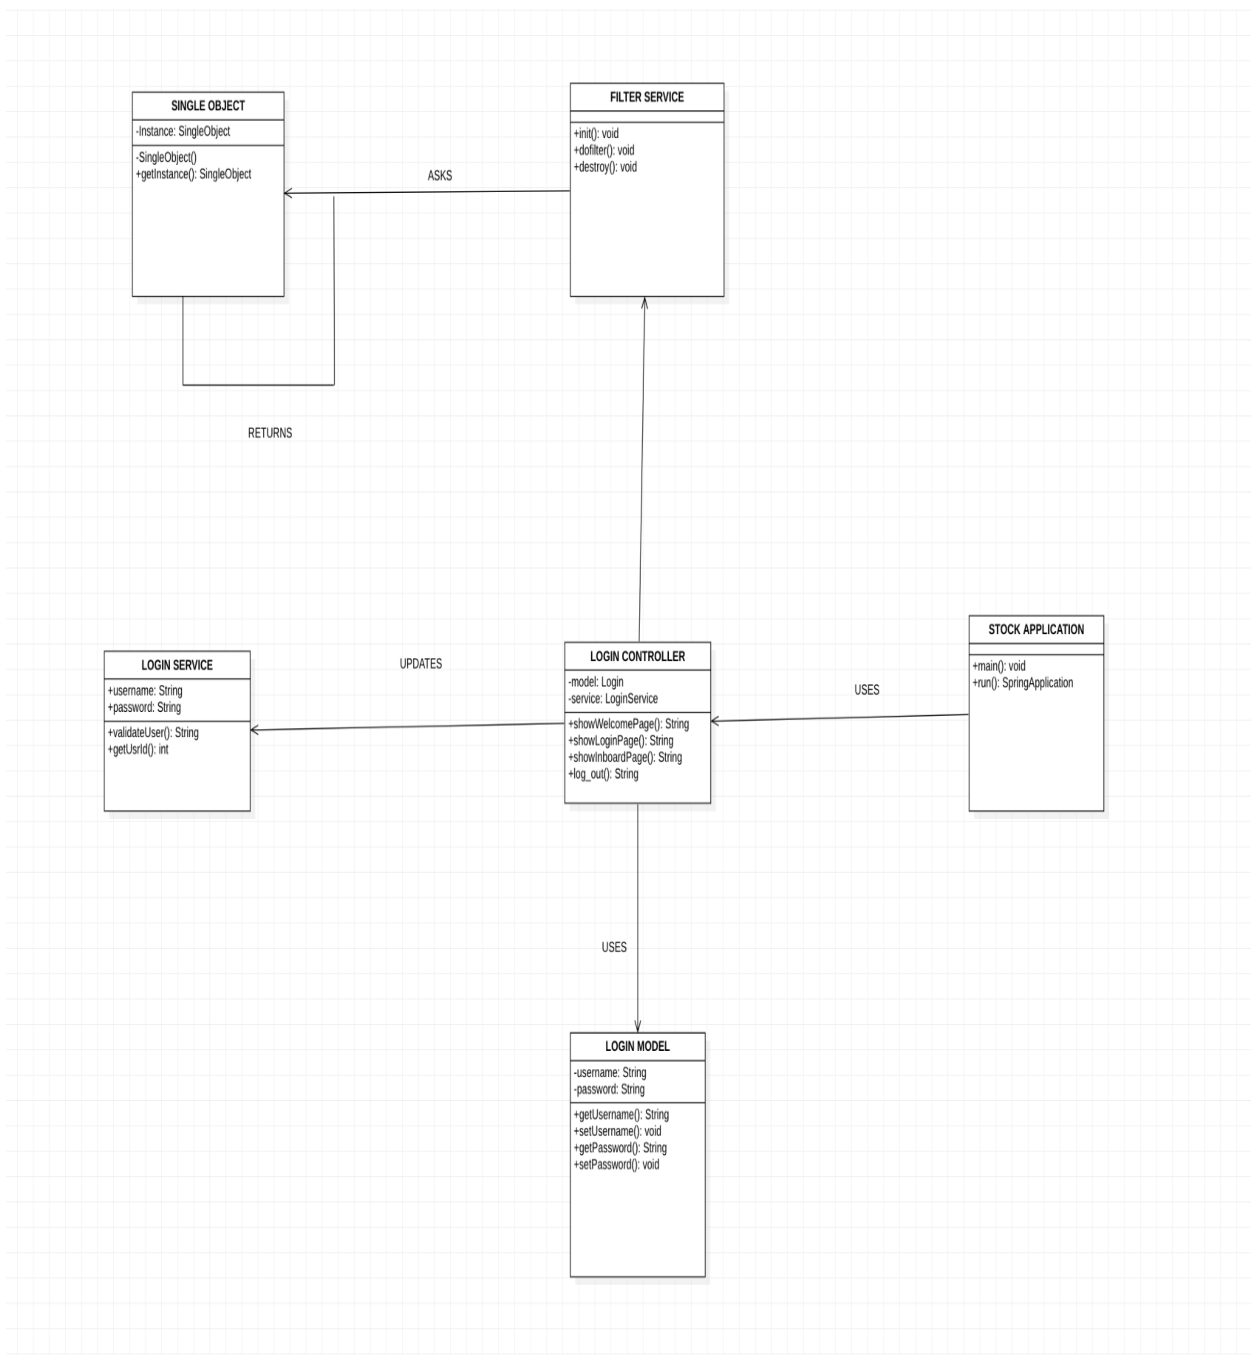 SINGLE OBJECT
-Instance: SingleObject
-SingleObject()
+getInstance(): SingleObject
ASKS
FILTER SERVICE
+init(): void
+dofilter(): void
+destroy(): void
RETURNS
LOGIN SERVICE
+username: String
+password: String
+validateUser(): String
+getUsrId(): int
UPDATES
LOGIN CONTROLLER
-model: Login
-service: LoginService
+showWelcomePage(): String
+showLoginPage(): String
+showInboardPage(): String
+log_out(): String
USES
STOCK APPLICATION
+main(): void
+run(): SpringApplication
USES
LOGIN MODEL
-username: String
-password: String
+getUsername(): String
+setUsername(): void
+getPassword(): String
+setPassword(): void